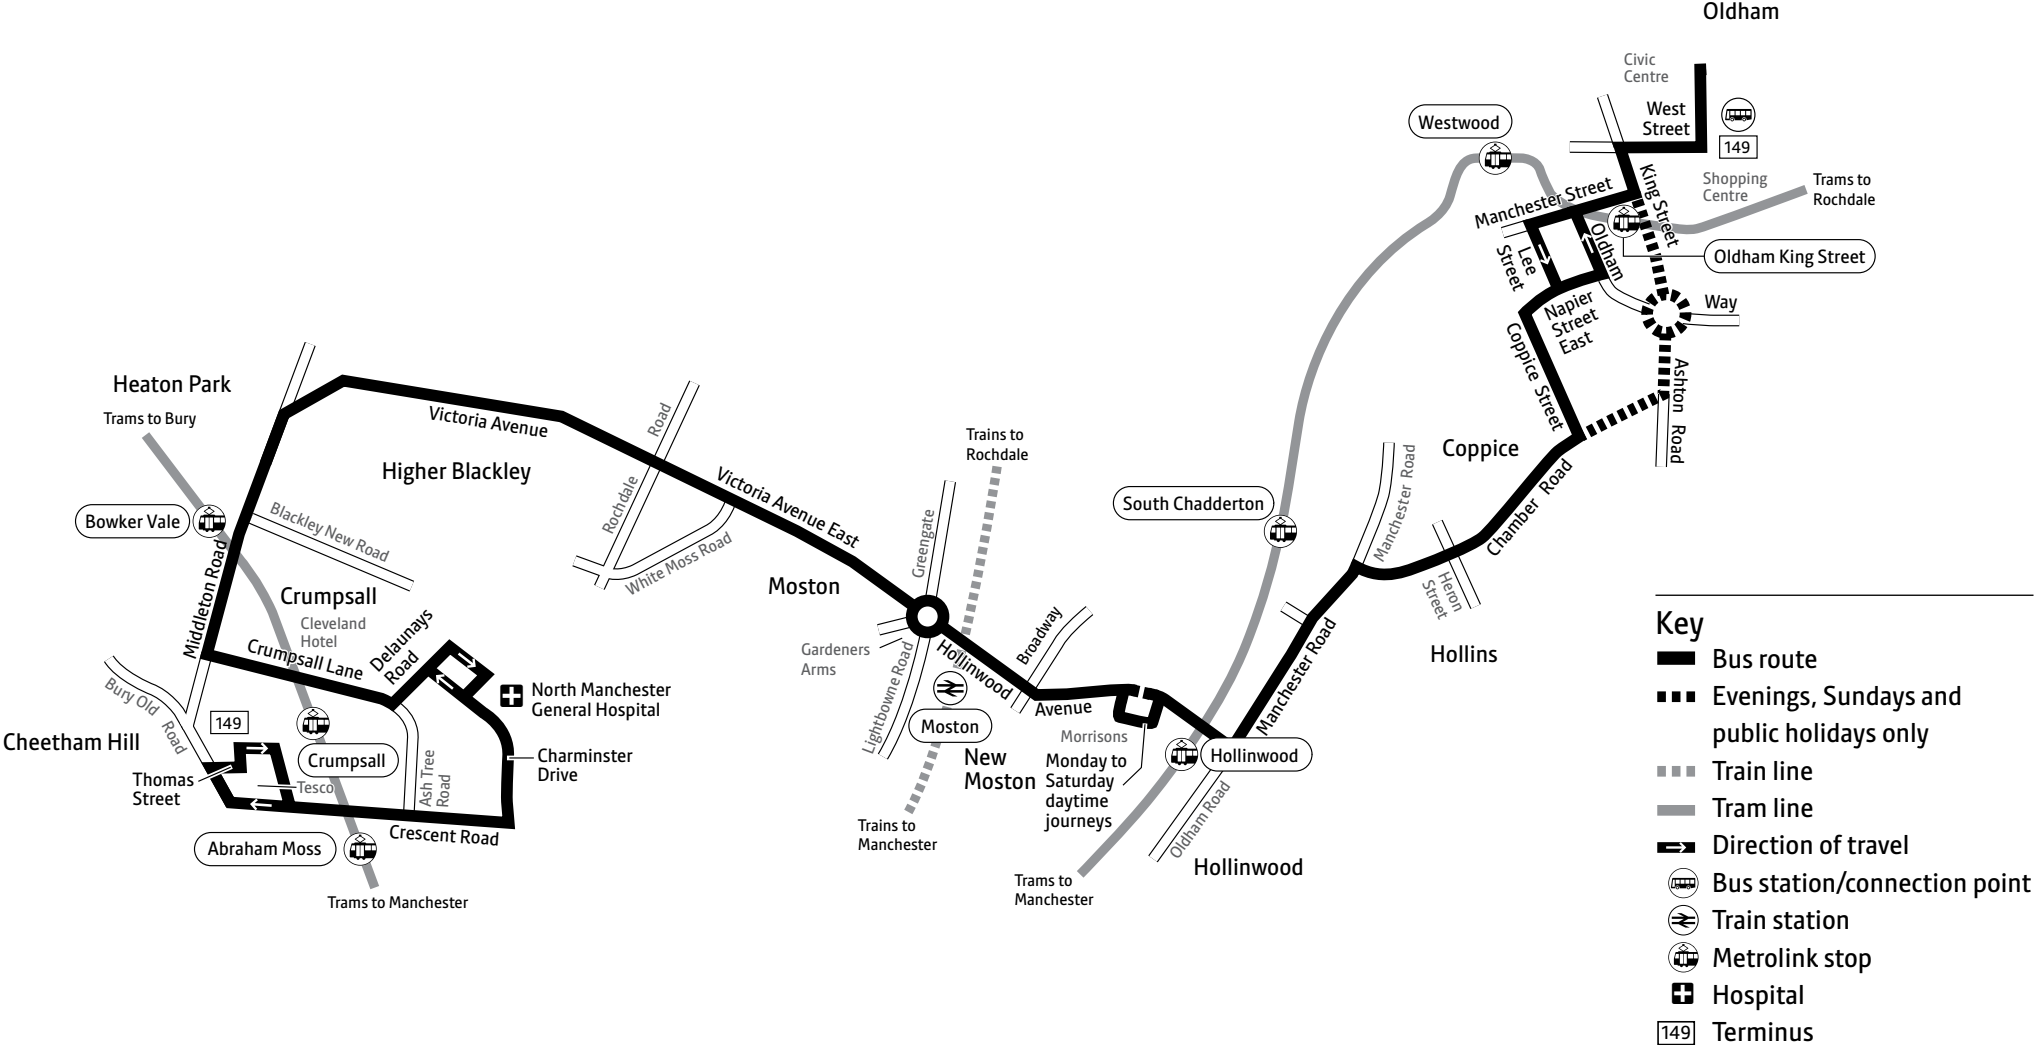 Oldham
Civic
Centre
West
Street
149
Westwood
King Street
Shopping
Centre
Trams to
Rochdale
Manchester Street
Lee
Street
Oldham
Oldham King Street
Way
Napier
Street
East
Coppice Street
Ashton Road
Heaton Park
Trams to Bury
Victoria Avenue
Higher Blackley
Rochdale Road
Victoria Avenue East
Trains to
Rochdale
Coppice
Manchester Road
Chamber Road
South Chadderton
Bowker Vale
Blackley New Road
Greengate
White Moss Road
Middleton Road
Crumpsall
Cleveland
Hotel
Delaunays
Road
Crumpsall Lane
Moston
Gardeners
Arms
Lightbowne Road
Hollinwood
Avenue
Broadway
Heron
Street
Hollins
Manchester Road
Bury Old Road
149
North Manchester
General Hospital
Moston
Morrisons
Cheetham Hill
Crumpsall
Charminster
Drive
New
Moston
Monday to
Saturday
daytime
journeys
Hollinwood
Thomas
Street
Tesco
Ash Tree
Road
Oldham Road
Crescent Road
Abraham Moss
Trains to
Manchester
Hollinwood
Trams to
Manchester
Trams to Manchester
Key
Bus route
Evenings, Sundays and
public holidays only
Train line
Tram line
Direction of travel
Bus station/connection point
Train station
Metrolink stop
Hospital
149 Terminus